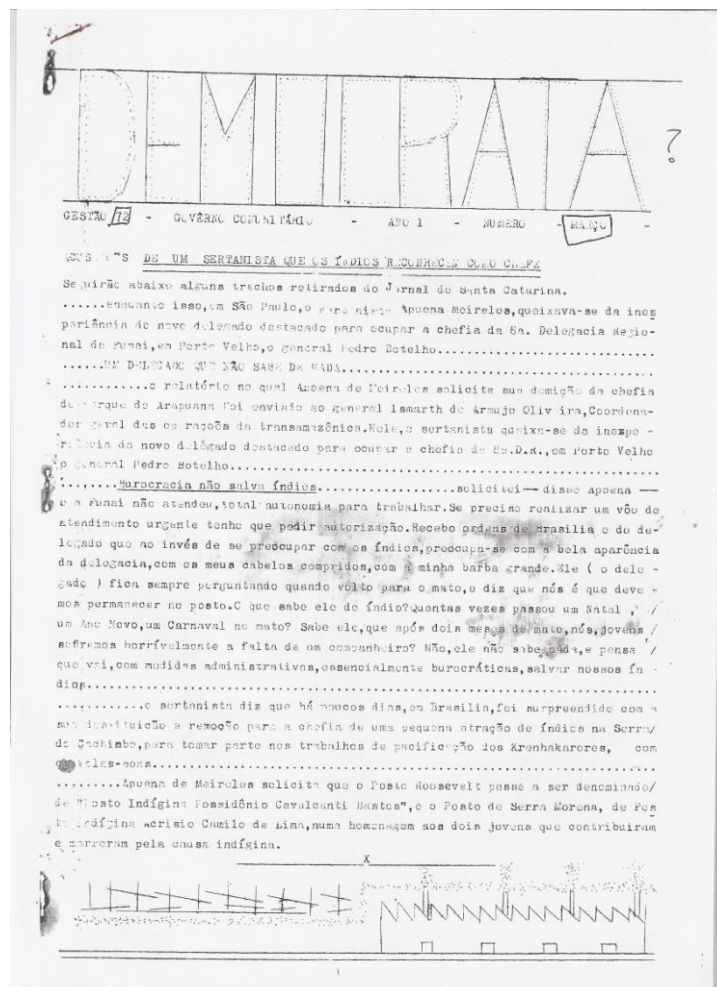 DEMOCRATA ?
GESTÃO 72 - GOVÊRNO COMUNITÁRIO - ANO 1 - NUMERO - MARÇO -
DE UM SERTANISTA QUE OS ÍNDIOS RECONHECEM COMO CHEFE
Seguirão abaixo alguns trechos retirados do Jornal de Santa Catarina.
......enquanto isso,em São Paulo,o Apoena Meireles,queixava-se da inex
periência do novo delegado destacado para ocupar a chefia da 8a. Delegacia Regio-
nal da Funai,em Porto Velho,o general Pedro Botelho...............................
......UM DELEGADO QUE NÃO SABE DE NADA............................................
............o relatório no qual Apoena de Meireles solicita sua demissão da chefia
do Parque do Aripuanã foi enviado ao general Ismarth de Araujo Oliveira,Coordena-
dor geral das operações da transamazônica.Nele,o sertanista queixa-se da inexpe -
riência do novo delegado destacado para ocupar a chefia da 8a.D.R.,em Porto Velho
o general Pedro Botelho...........................................................
........Burocracia não salva índios....................solicitei — disse apoena —
e a Funai não atendeu,total autonomia para trabalhar.Se preciso realizar um vôo de
atendimento urgente tenho que pedir autorização.Recebo ordens de Brasilia e do de-
legado que ao invés de se preocupar com os índios,preocupa-se com a bela aparência
da delegacia,com os meus cabelos compridos,com a minha barba grande.Ele ( o dele -
gado ) fica sempre perguntando quando volto para o mato,e diz que nós é que deve -
mos permanecer no posto.O que sabe ele do índio?Quantas vezes passou um Natal , /
um Ano Novo,um Carnaval no mato? Sabe ele,que após dois meses de mato,nós,jovens /
sofremos horrívelmente a falta de um companheiro? Não,ele não sabe nada,e pensa /
que vai,com medidas administrativas,essencialmente burocráticas,salvar nossos ín -
dios..............................................................................
............o sertanista diz que há poucos dias,em Brasilia,foi surpreendido com a
sua destituição e remoção para a chefia de uma pequena atração de índios na Serra/
do Cachimbo,para tomar parte nos trabalhos de pacificação dos Krenhakarores, com
os Villas-boas....................................................................
.........Apoena de Meireles solicita que o Posto Roosevelt passe a ser denominado/
de "Posto Indígina Possidônio Cavalcanti Bastos",e o Posto de Serra Morena, de Pos
to Indígina Acrisio Camilo de Lima,numa homenagem aos dois jovens que contribuiram
e morreram pela causa indígina.
X
1